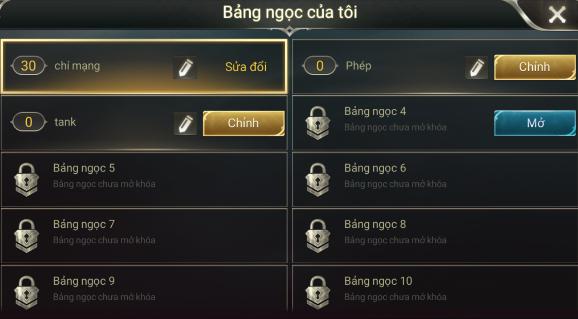 Bảng ngọc của tôi
30 chí mạng Sửa đổi
0 Phép Chỉnh
0 tank Chỉnh
Bảng ngọc 4
Bảng ngọc chưa mở khóa
Mở
Bảng ngọc 5
Bảng ngọc chưa mở khóa
Bảng ngọc 6
Bảng ngọc chưa mở khóa
Bảng ngọc 7
Bảng ngọc chưa mở khóa
Bảng ngọc 8
Bảng ngọc chưa mở khóa
Bảng ngọc 9
Bảng ngọc chưa mở khóa
Bảng ngọc 10
Bảng ngọc chưa mở khóa